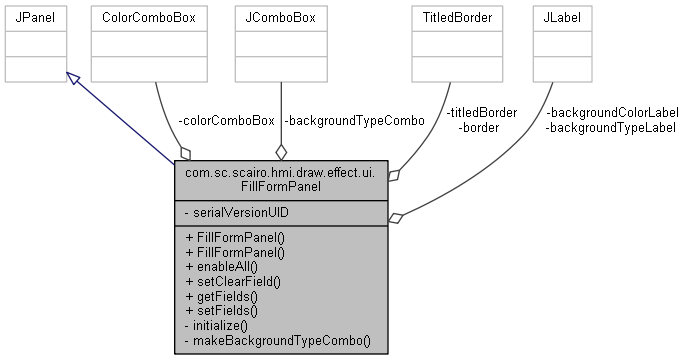 JPanel
ColorComboBox
JComboBox
TitledBorder
JLabel
-colorComboBox
-backgroundTypeCombo
-titledBorder
-border
-backgroundColorLabel
-backgroundTypeLabel
com.sc.scairo.hmi.draw.effect.ui.
FillFormPanel
- serialVersionUID
+ FillFormPanel()
+ FillFormPanel()
+ enableAll()
+ setClearField()
+ getFields()
+ setFields()
- initialize()
- makeBackgroundTypeCombo()